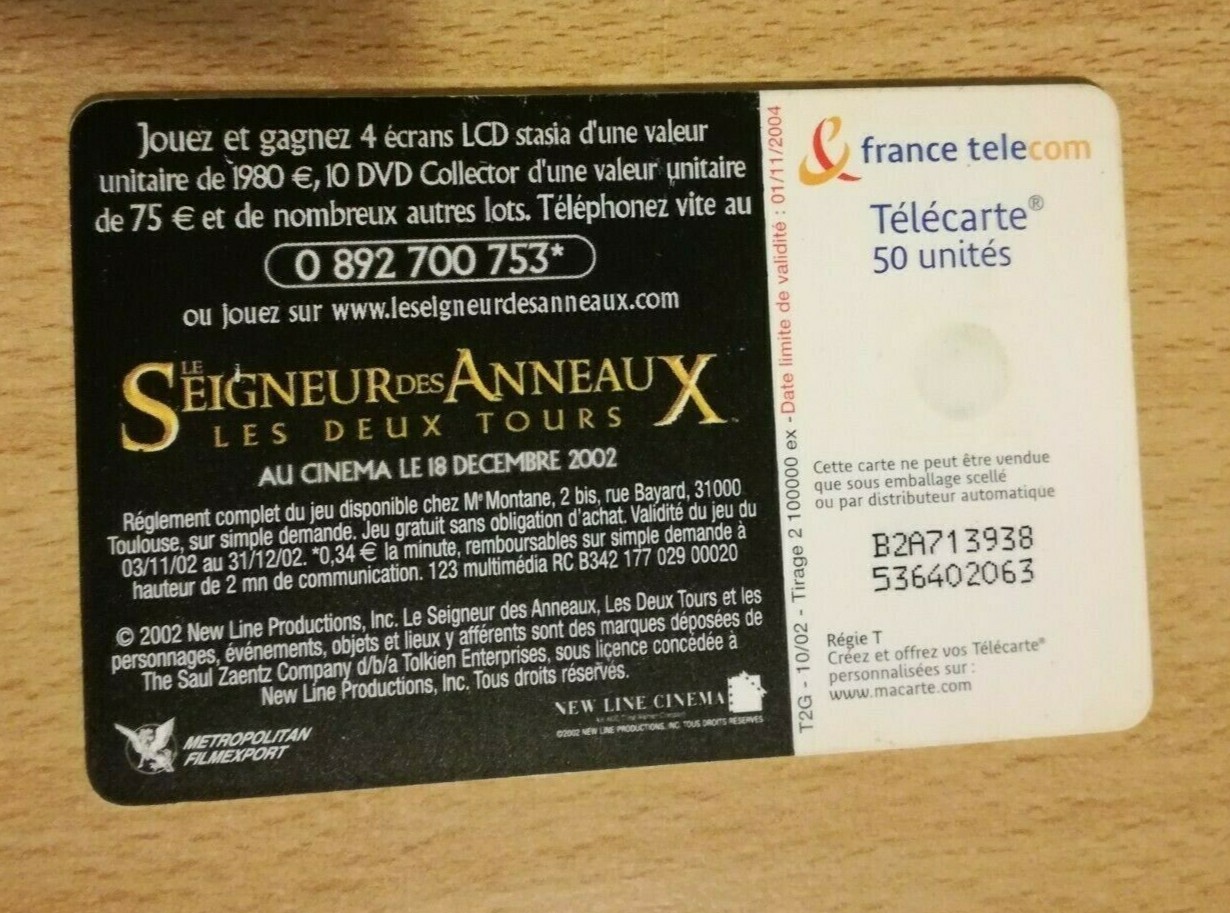 Jouez et gagnez 4 écrans LCD stasia d'une valeur
unitaire de 1980 €, 10 DVD Collector d'une valeur unitaire
de 75 € et de nombreux autres lots. Téléphonez vite au
0 892 700 753*
ou jouez sur www.leseigneurdesanneaux.com
LE SEIGNEUR DES ANNEAUX
LES DEUX TOURS
AU CINEMA LE 18 DECEMBRE 2002
Réglement complet du jeu disponible chez Me Montane, 2 bis, rue Bayard, 31000
Toulouse, sur simple demande. Jeu gratuit sans obligation d'achat. Validité du jeu du
03/11/02 au 31/12/02. *0,34 € la minute, remboursables sur simple demande à
hauteur de 2 mn de communication. 123 multimédia RC B342 177 029 00020
© 2002 New Line Productions, Inc. Le Seigneur des Anneaux, Les Deux Tours et les
personnages, événements, objets et lieux y afférents sont des marques déposées de
The Saul Zaentz Company d/b/a Tolkien Enterprises, sous licence concédée à
New Line Productions, Inc. Tous droits réservés.
METROPOLITAN
FILMEXPORT
NEW LINE CINEMA
©2002 NEW LINE PRODUCTIONS, INC. TOUS DROITS RESERVES
T2G - 10/02 - Tirage 2 100000 ex - Date limite de validité : 01/11/2004
france telecom
Télécarte®
50 unités
Cette carte ne peut être vendue
que sous emballage scellé
ou par distributeur automatique
B2A713938
536402063
Régie T
Créez et offrez vos Télécarte®
personnalisées sur :
www.macarte.com